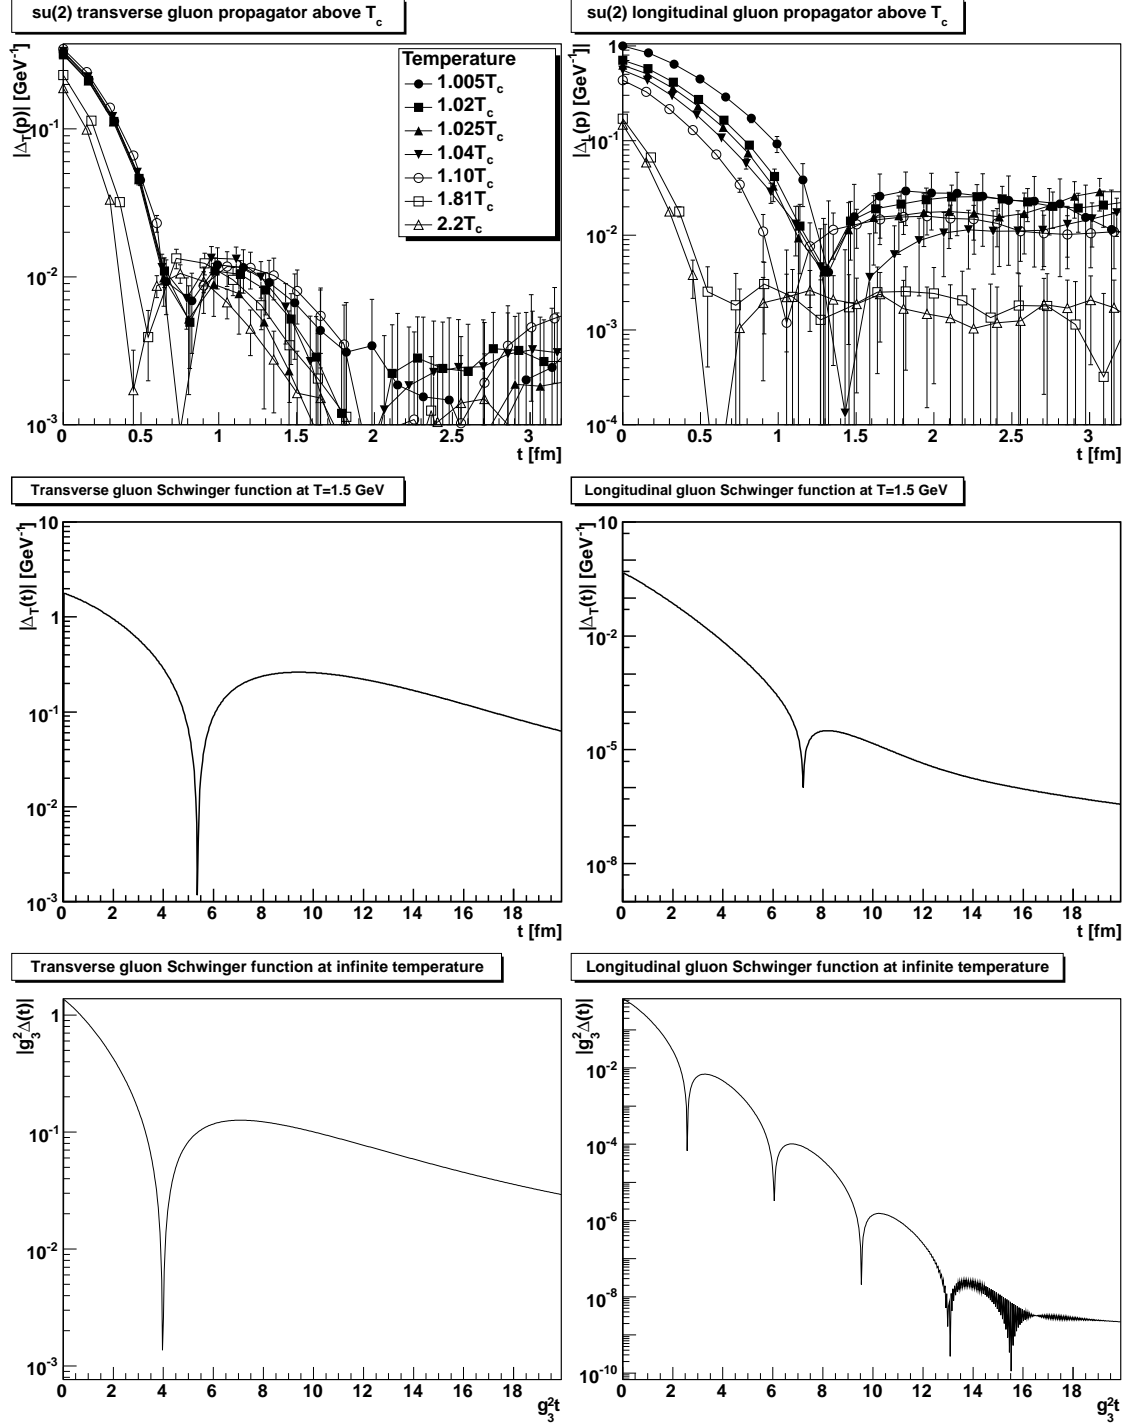 su(2) transverse gluon propagator above T_c
|Δ_T(p)| [GeV^-1]
10^-1
10^-2
10^-3
0 0.5 1 1.5 2 2.5 3
t [fm]
Temperature
1.005T_c
1.02T_c
1.025T_c
1.04T_c
1.10T_c
1.81T_c
2.2T_c
su(2) longitudinal gluon propagator above T_c
|Δ_L(p) [GeV^-1]|
1
10^-1
10^-2
10^-3
10^-4
0 0.5 1 1.5 2 2.5 3
t [fm]
Transverse gluon Schwinger function at T=1.5 GeV
|Δ_T(t)| [GeV^-1]
10
1
10^-1
10^-2
10^-3
0 2 4 6 8 10 12 14 16 18
t [fm]
Longitudinal gluon Schwinger function at T=1.5 GeV
|Δ_T(t)| [GeV^-1]
10
10^-2
10^-5
10^-8
0 2 4 6 8 10 12 14 16 18
t [fm]
Transverse gluon Schwinger function at infinite temperature
|g_3^2Δ(t)|
1
10^-1
10^-2
10^-3
0 2 4 6 8 10 12 14 16 18
g_3^2t
Longitudinal gluon Schwinger function at infinite temperature
|g_3^2Δ(t)|
10^-2
10^-4
10^-6
10^-8
10^-10
0 2 4 6 8 10 12 14 16 18
g_3^2t